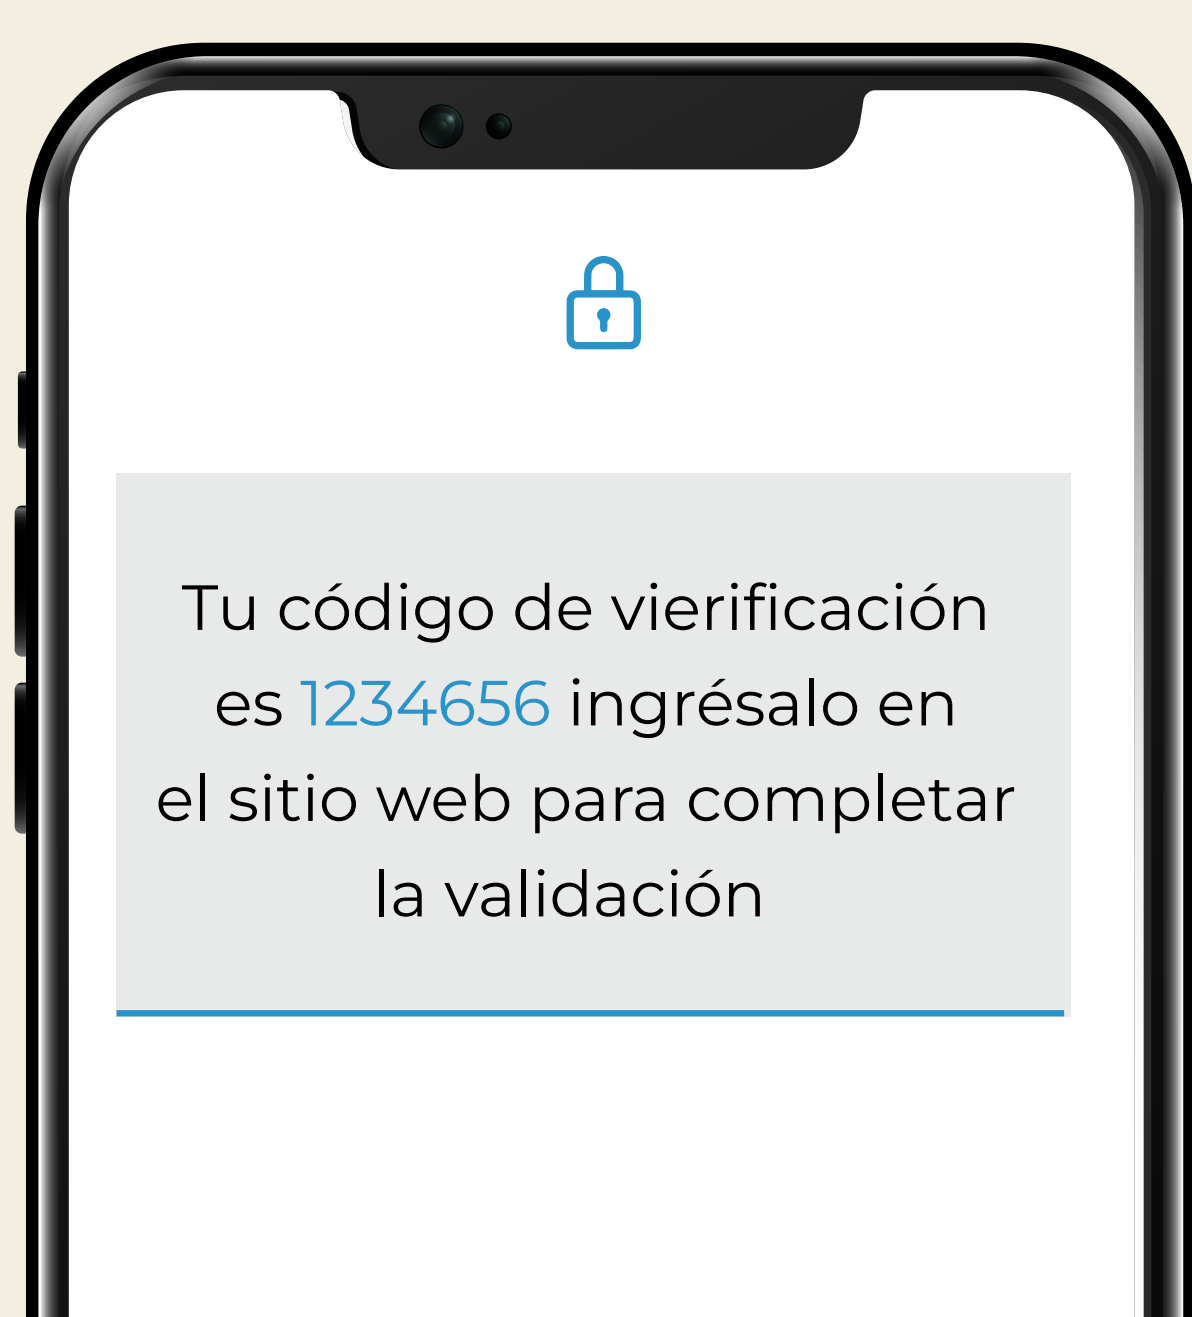 Tu código de vierificación
es 1234656 ingrésalo en
el sitio web para completar
la validación